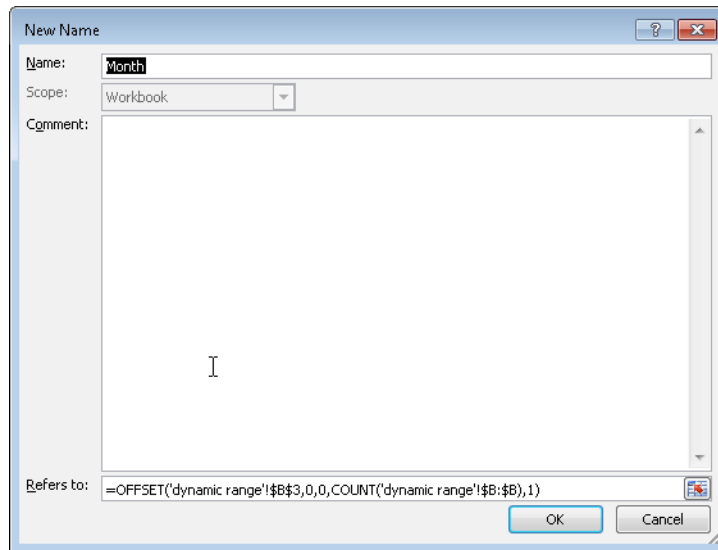 New Name
Name: Month
Scope: Workbook
Comment:
Refers to: =OFFSET('dynamic range'!$B$3,0,0,COUNT('dynamic range'!$B:$B),1)
OK Cancel